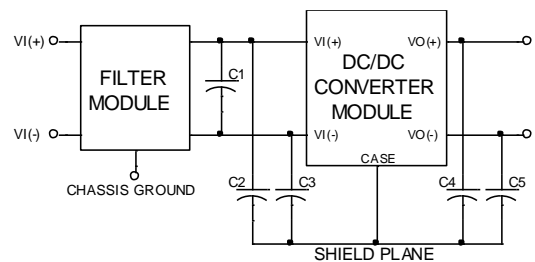 VI(+)
VI(-)
FILTER
MODULE
CHASSIS GROUND
C1
C2
C3
VI(+)
VI(-)
DC/DC
CONVERTER
MODULE
CASE
VO(+)
VO(-)
C4
C5
SHIELD PLANE